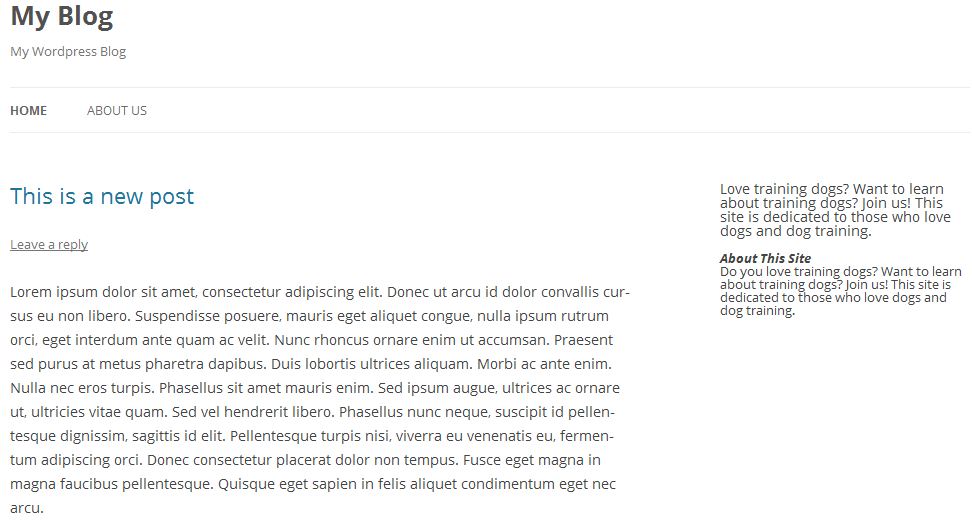 My Blog
My Wordpress Blog
HOME ABOUT US
This is a new post
Leave a reply
Lorem ipsum dolor sit amet, consectetur adipiscing elit. Donec ut arcu id dolor convallis cur-
sus eu non libero. Suspendisse posuere, mauris eget aliquet congue, nulla ipsum rutrum
orci, eget interdum ante quam ac velit. Nunc rhoncus ornare enim ut accumsan. Praesent
sed purus at metus pharetra dapibus. Duis lobortis ultrices aliquam. Morbi ac ante enim.
Nulla nec eros turpis. Phasellus sit amet mauris enim. Sed ipsum augue, ultrices ac ornare
ut, ultricies vitae quam. Sed vel hendrerit libero. Phasellus nunc neque, suscipit id pellen-
tesque dignissim, sagittis id elit. Pellentesque turpis nisi, viverra eu venenatis eu, fermen-
tum adipiscing orci. Donec consectetur placerat dolor non tempus. Fusce eget magna in
magna faucibus pellentesque. Quisque eget sapien in felis aliquet condimentum eget nec
arcu.
Love training dogs? Want to learn
about training dogs? Join us! This
site is dedicated to those who love
dogs and dog training.
About This Site
Do you love training dogs? Want to learn
about training dogs? Join us! This site is
dedicated to those who love dogs and
dog training.